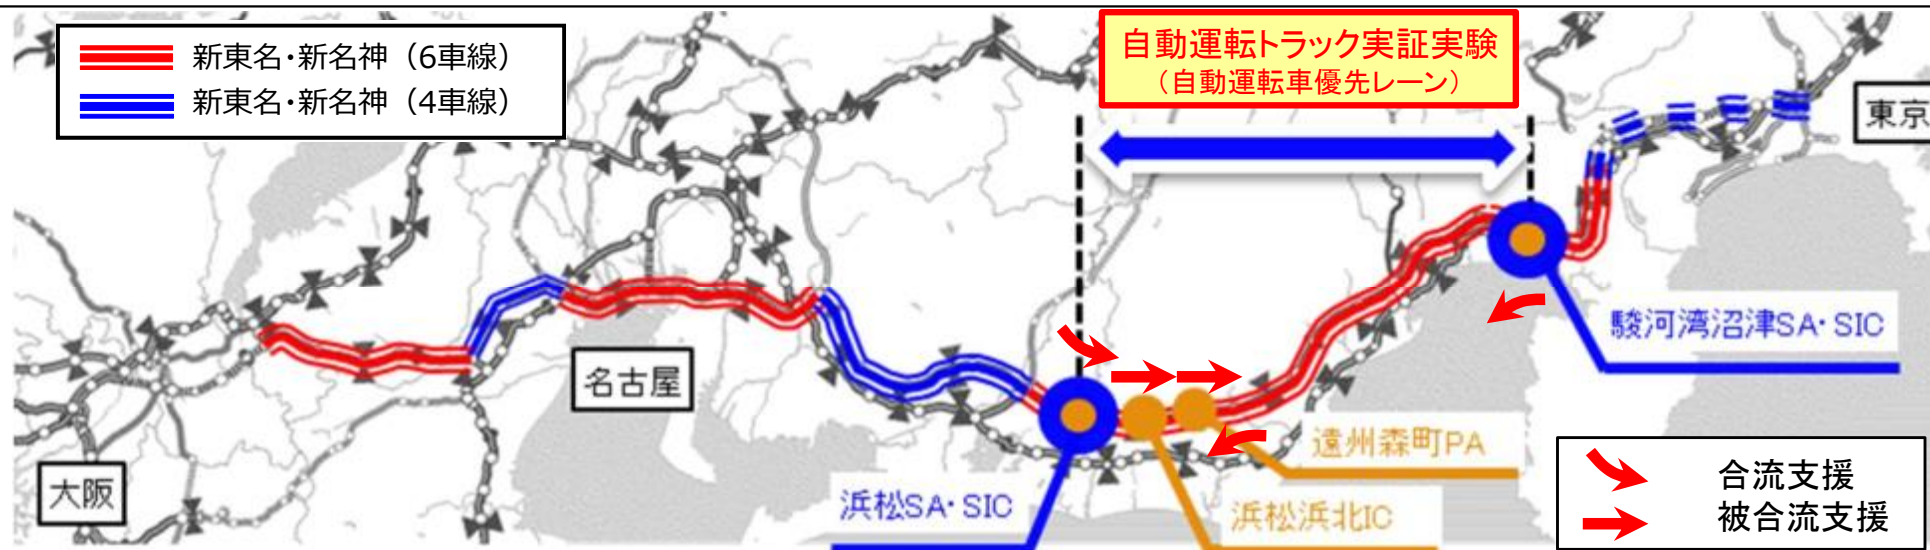 新東名・新名神（6車線）
新東名・新名神（4車線）
自動運転トラック実証実験
（自動運転車優先レーン）
東京
駿河湾沼津SA・SIC
名古屋
遠州森町PA
大阪
浜松SA・SIC
浜松浜北IC
合流支援
被合流支援